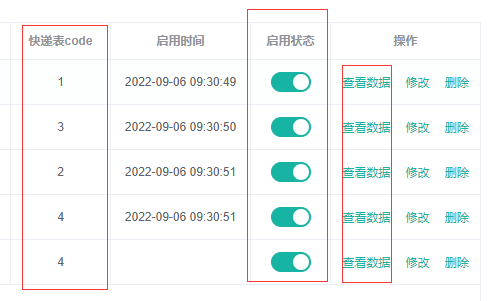 快递表code 启用时间 启用状态 操作
1 2022-09-06 09:30:49 查看数据 修改 删除
3 2022-09-06 09:30:50 查看数据 修改 删除
2 2022-09-06 09:30:51 查看数据 修改 删除
4 2022-09-06 09:30:51 查看数据 修改 删除
4 查看数据 修改 删除